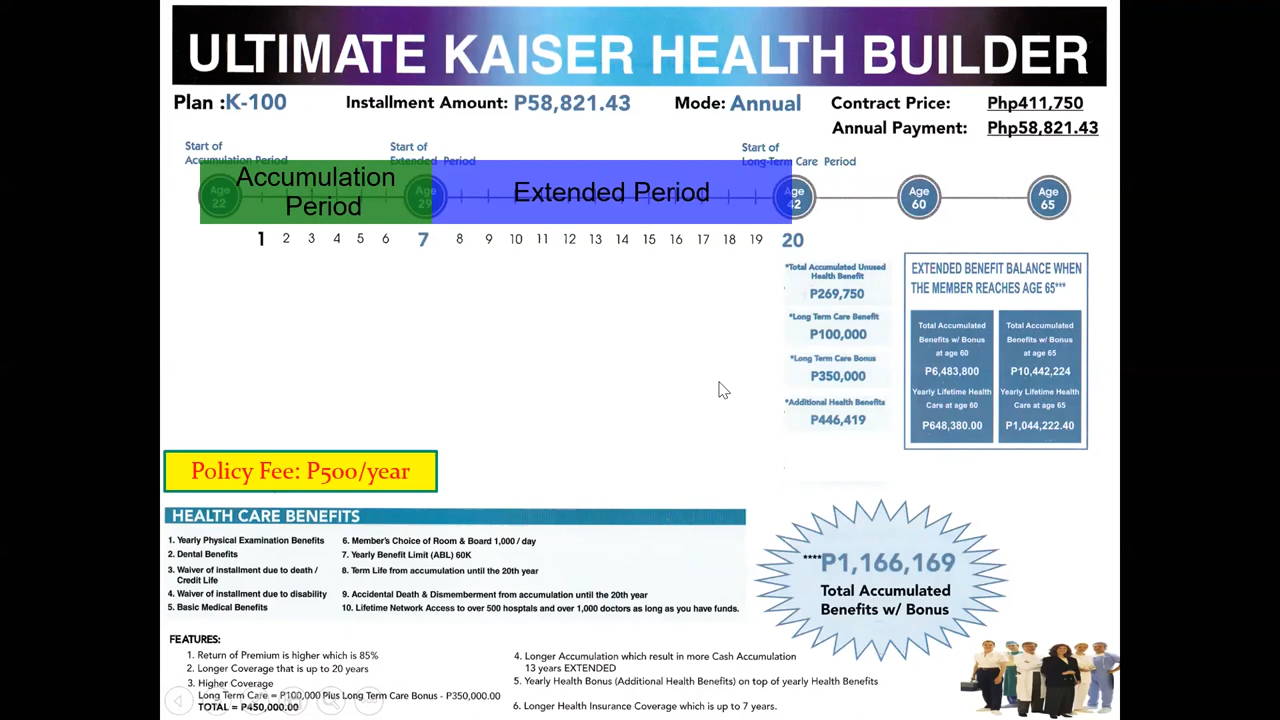 ULTIMATE KAISER HEALTH BUILDER
Plan :K-100
Installment Amount: P58,821.43
Mode: Annual
Contract Price: Php411,750
Annual Payment: Php58,821.43
Start of
Accumulation Period
Start of
Extended Period
Start of
Long-Term Care Period
Accumulation
Period
Extended Period
Age
22
Age
29
Age
42
Age
60
Age
65
1 2 3 4 5 6 7 8 9 10 11 12 13 14 15 16 17 18 19 20
*Total Accumulated Unused
Health Benefit
P269,750
*Long Term Care Benefit
P100,000
*Long Term Care Bonus
P350,000
*Additional Health Benefits
P446,419
EXTENDED BENEFIT BALANCE WHEN
THE MEMBER REACHES AGE 65***
Total Accumulated
Benefits w/ Bonus
at age 60
P6,483,800
Yearly Lifetime Health
Care at age 60
P648,380.00
Total Accumulated
Benefits w/ Bonus
at age 65
P10,442,224
Yearly Lifetime Health
Care at age 65
P1,044,222.40
Policy Fee: P500/year
HEALTH CARE BENEFITS
1. Yearly Physical Examination Benefits
2. Dental Benefits
3. Waiver of installment due to death /
Credit Life
4. Waiver of installment due to disability
5. Basic Medical Benefits
6. Member's Choice of Room & Board 1,000 / day
7. Yearly Benefit Limit (ABL) 60K
8. Term Life from accumulation until the 20th year
9. Accidental Death & Dismemberment from accumulation until the 20th year
10. Lifetime Network Access to over 500 hosptals and over 1,000 doctors as long as you have funds.
****P1,166,169
Total Accumulated
Benefits w/ Bonus
FEATURES:
1. Return of Premium is higher which is 85%
2. Longer Coverage that is up to 20 years
3. Higher Coverage
Long Term Care = P100,000 Plus Long Term Care Bonus - P350,000.00
TOTAL = P450,000.00
4. Longer Accumulation which result in more Cash Accumulation
13 years EXTENDED
5. Yearly Health Bonus (Additional Health Benefits) on top of yearly Health Benefits
6. Longer Health Insurance Coverage which is up to 7 years.